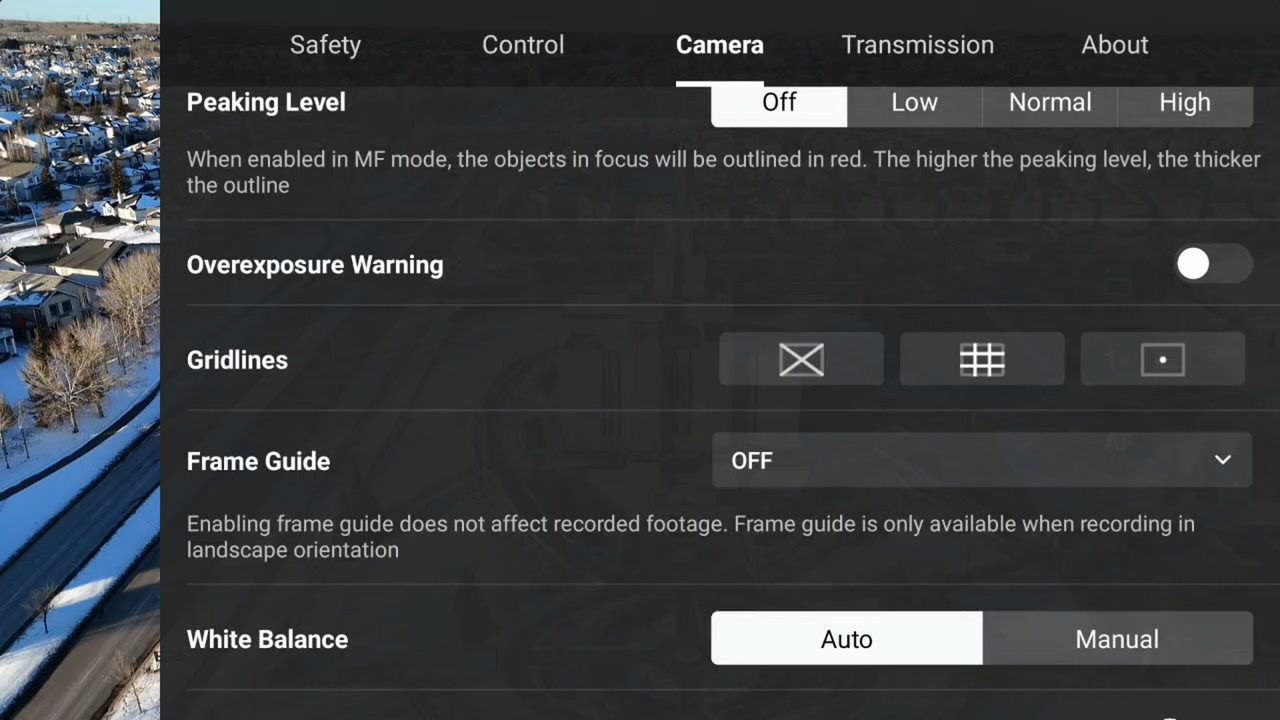 Safety Control Camera Transmission About
Peaking Level Off Low Normal High
When enabled in MF mode, the objects in focus will be outlined in red. The higher the peaking level, the thicker
the outline
Overexposure Warning
Gridlines
Frame Guide OFF
Enabling frame guide does not affect recorded footage. Frame guide is only available when recording in
landscape orientation
White Balance Auto Manual